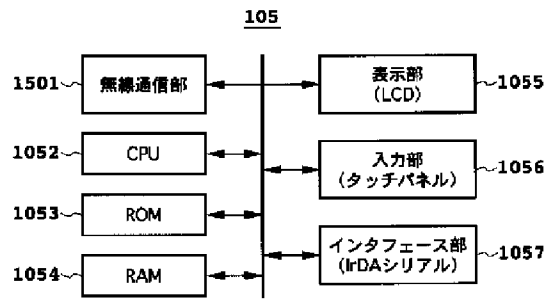 105
1501 無線通信部
1052 CPU
1053 ROM
1054 RAM
表示部 1055
(LCD)
入力部 1056
(タッチパネル)
インタフェース部 1057
(IrDAシリアル)